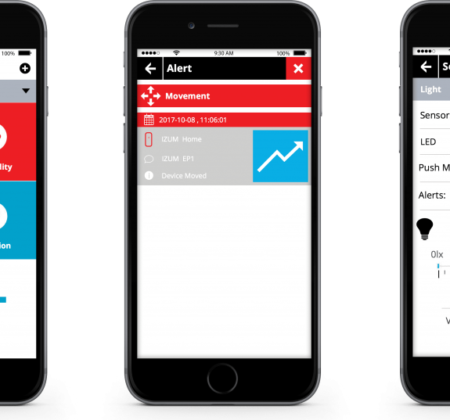 100%
lity
ion
9:30 AM
100%
Alert
Movement
2017-10-08 , 11:06:01
IZUM Home
IZUM EP1
Device Moved
Se
Light
Sensor
LED
Push M
Alerts:
0lx
V